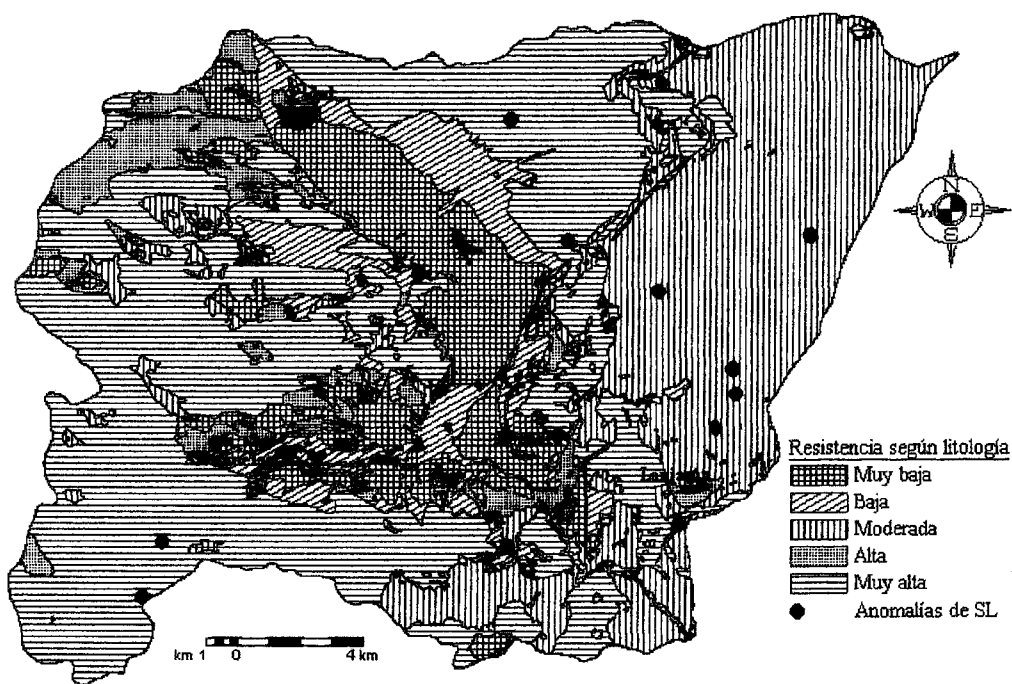 N
W E
S
Resistencia según litología
Muy baja
Baja
Moderada
Alta
Muy alta
Anomalías de SL
km 1 0 4 km